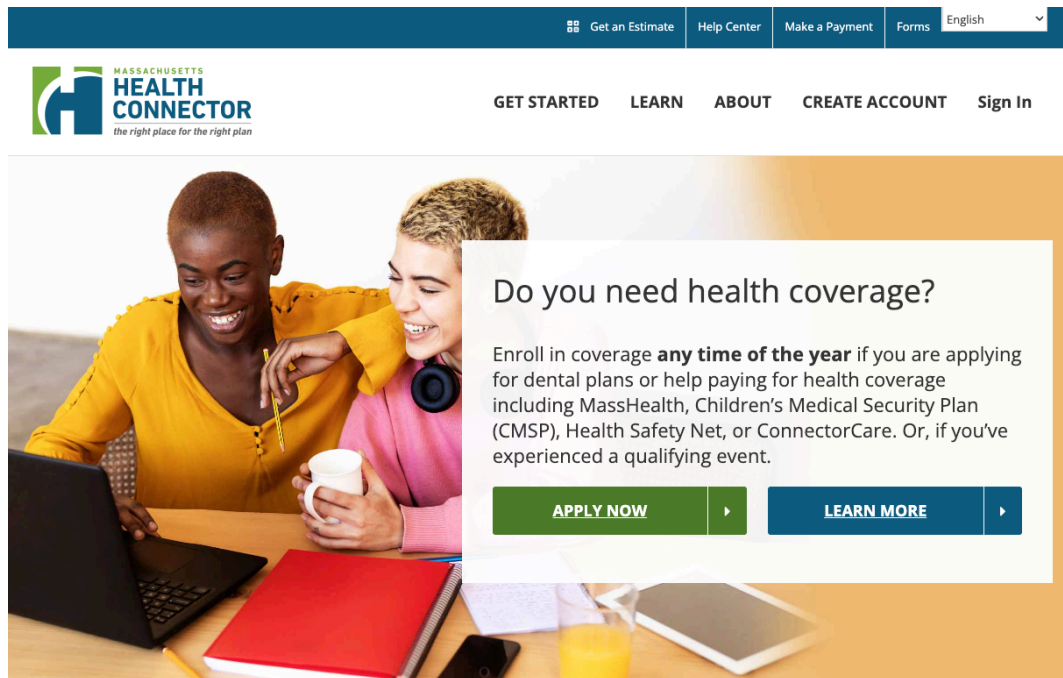 Get an Estimate
Help Center
Make a Payment
Forms
English
MASSACHUSETTS
HEALTH
CONNECTOR
the right place for the right plan
GET STARTED
LEARN
ABOUT
CREATE ACCOUNT
Sign In
Do you need health coverage?
Enroll in coverage any time of the year if you are applying
for dental plans or help paying for health coverage
including MassHealth, Children’s Medical Security Plan
(CMSP), Health Safety Net, or ConnectorCare. Or, if you’ve
experienced a qualifying event.
APPLY NOW
LEARN MORE